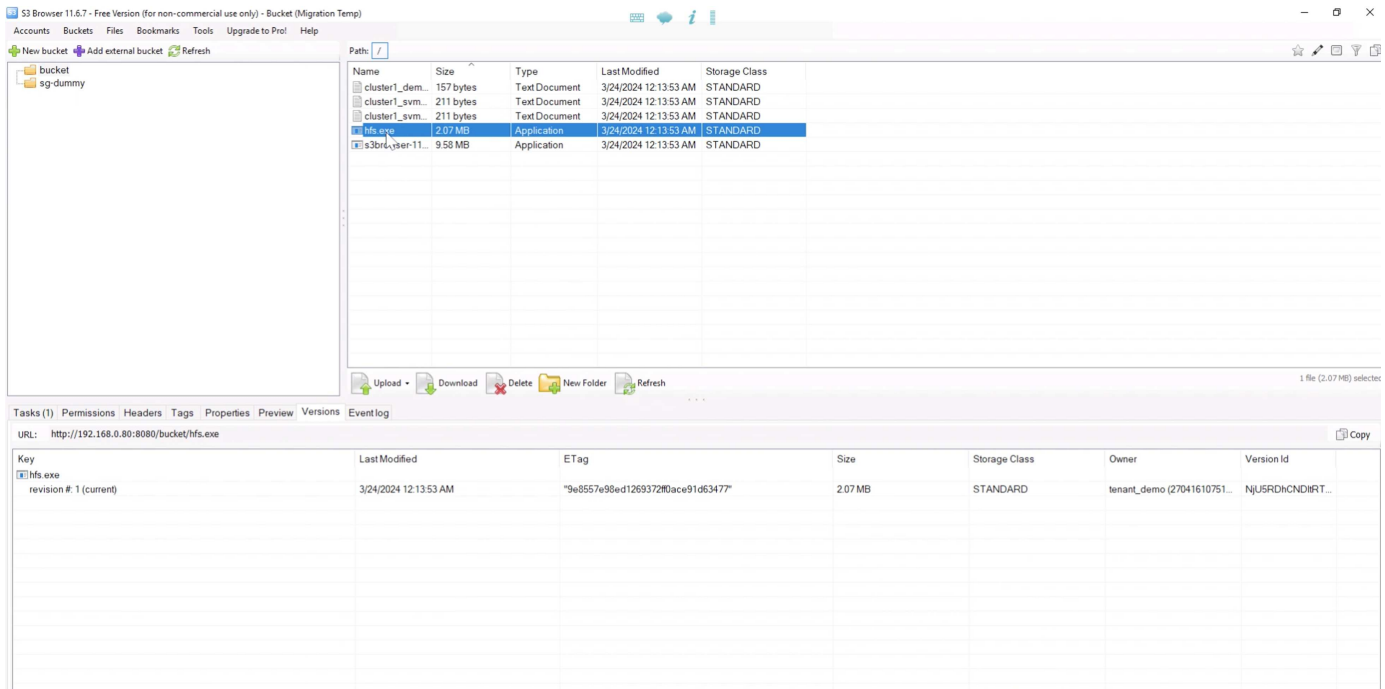 S3 Browser 11.6.7 - Free Version (for non-commercial use only) - Bucket (Migration Temp)
Accounts Buckets Files Bookmarks Tools Upgrade to Pro! Help
New bucket Add external bucket Refresh
Path: /
bucket
sg-dummy
Name Size Type Last Modified Storage Class
cluster1_dem... 157 bytes Text Document 3/24/2024 12:13:53 AM STANDARD
cluster1_svm... 211 bytes Text Document 3/24/2024 12:13:53 AM STANDARD
cluster1_svm... 211 bytes Text Document 3/24/2024 12:13:53 AM STANDARD
hfs.exe 2.07 MB Application 3/24/2024 12:13:53 AM STANDARD
s3browser-11... 9.58 MB Application 3/24/2024 12:13:53 AM STANDARD
Upload Download Delete New Folder Refresh
1 file (2.07 MB) selected
Tasks (1) Permissions Headers Tags Properties Preview Versions Event log
URL: http://192.168.0.80:8080/bucket/hfs.exe Copy
Key Last Modified ETag Size Storage Class Owner Version Id
hfs.exe
revision #: 1 (current) 3/24/2024 12:13:53 AM "9e8557e98ed1269372ff0ace91d63477" 2.07 MB STANDARD tenant_demo (27041610751... NjU5RDhCNDItRT...